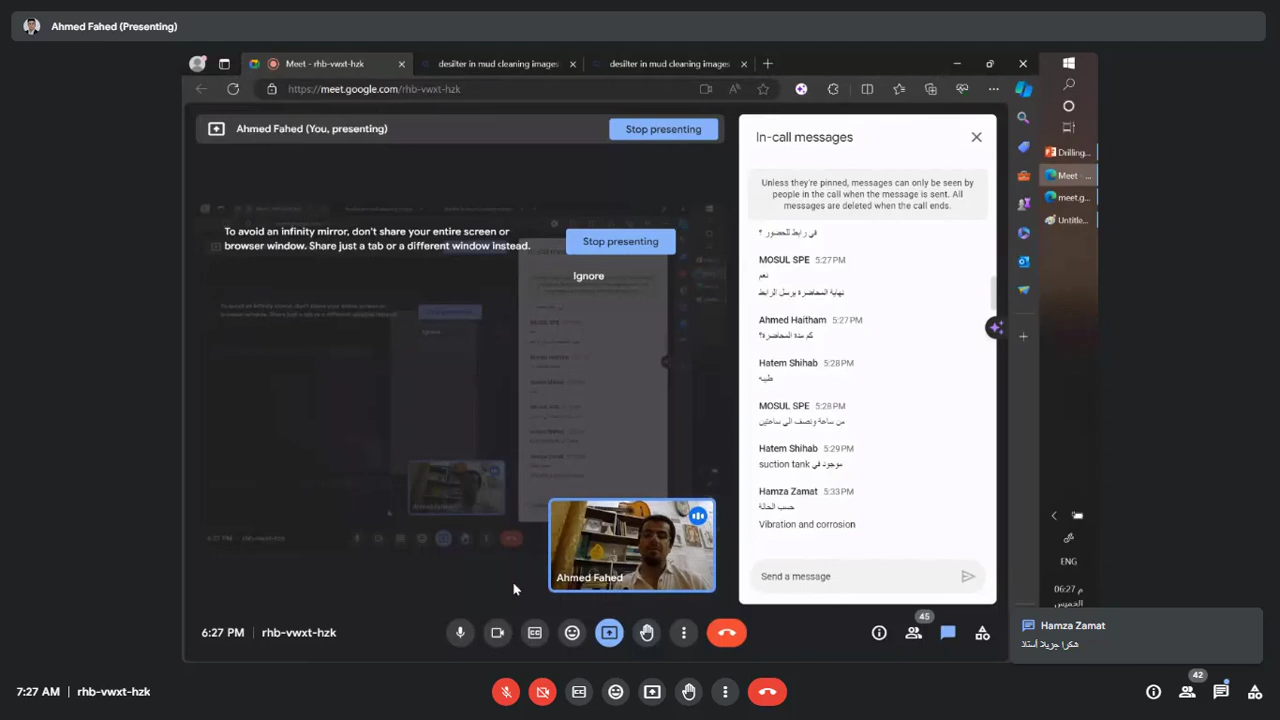 Ahmed Fahed (Presenting)
Meet - rhb-vwxt-hzk
desilter in mud cleaning images
desilter in mud cleaning images
https://meet.google.com/rhb-vwxt-hzk
Ahmed Fahed (You, presenting)
Stop presenting
To avoid an infinity mirror, don't share your entire screen or
browser window. Share just a tab or a different window instead.
Stop presenting
Ignore
Ahmed Fahed
6:27 PM
rhb-vwxt-hzk
In-call messages
Unless they're pinned, messages can only be seen by
people in the call when the message is sent. All
messages are deleted when the call ends.
في رابط للحضور ؟
MOSUL SPE 5:27 PM
نعم
نهاية المحاضرة يرسل الرابط
Ahmed Haitham 5:27 PM
كم مدة المحاضرة؟
Hatem Shihab 5:28 PM
طيبه
MOSUL SPE 5:28 PM
من ساعة ونصف الى ساعتين
Hatem Shihab 5:29 PM
موجود في suction tank
Hamza Zamat 5:33 PM
حسب الحالة
Vibration and corrosion
Send a message
45
Drilling...
Meet - ...
meet.g...
Untitle...
ENG
06:27 م
الخميس
Hamza Zamat
شكرا جزيلا أستاذ
7:27 AM
rhb-vwxt-hzk
42